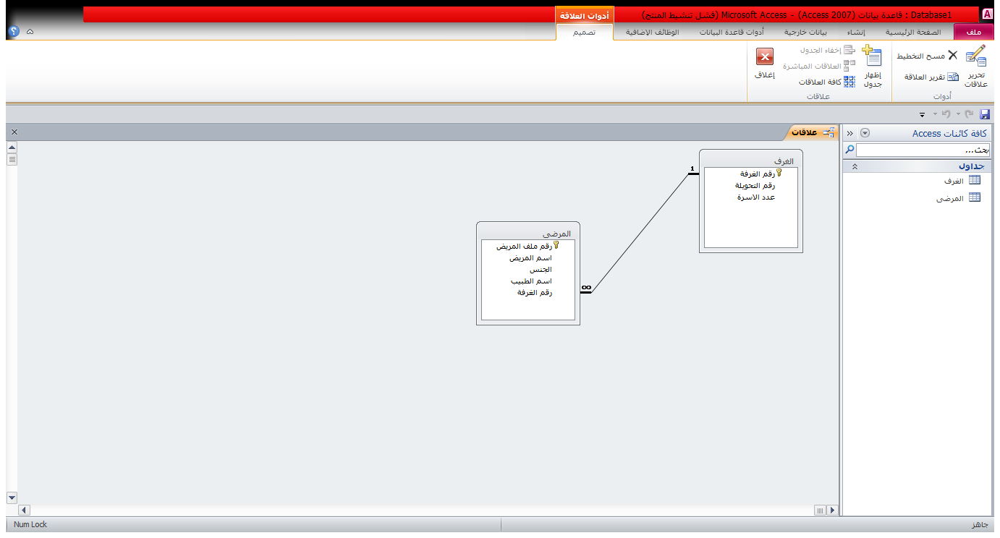 Database1 : قاعدة بيانات (Access 2007) - Microsoft Access (فشل تنشيط المنتج)
أدوات العلاقة
ملف
الصفحة الرئيسية
إنشاء
بيانات خارجية
أدوات قاعدة البيانات
الوظائف الإضافية
تصميم
تحرير علاقات
مسح التخطيط
تقرير العلاقة
أدوات
إظهار جدول
إخفاء الجدول
العلاقات المباشرة
كافة العلاقات
علاقات
إغلاق
كافة كائنات Access
بحث...
جداول
الغرف
المرضى
علاقات
الغرف
رقم الغرفة
رقم التحويلة
عدد الاسرة
1
∞
المرضى
رقم ملف المريض
اسم المريض
الجنس
اسم الطبيب
رقم الغرفة
جاهز
Num Lock